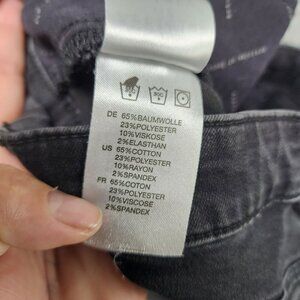 30C
DE 65%BAUMWOLLE
23%POLYESTER
10%VISKOSE
2%ELASTHAN
US 65%COTTON
23%POLYESTER
10%RAYON
2%SPANDEX
FR 65%COTON
23%POLYESTER
10%VISCOSE
2%SPANDEX